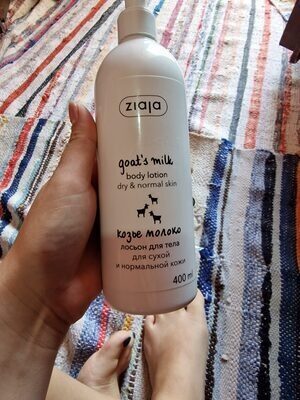 ziaja
goat's milk
body lotion
dry & normal skin
козье молоко
лосьон для тела
для сухой
и нормальной кожи
400 ml